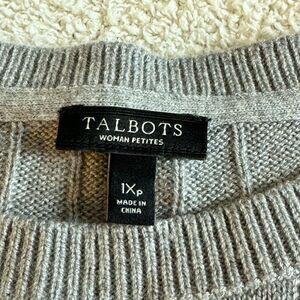 TALBOTS
WOMAN PETITES
1Xp
MADE IN
CHINA